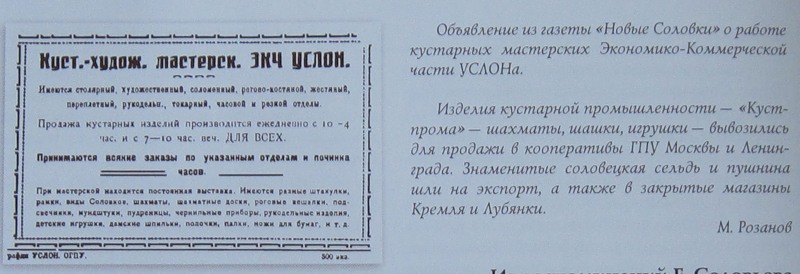 Куст.-худож. мастерск. ЭКЧ УСЛОН.
Имеются столярный, художественный, соломенный, рогово-костяной, жестяный,
переплетный, рукодельн., токарный, часовой и резной отделы.
Продажа кустарных изделий производится ежедневно с 10 –4
час. и с 7—10 час. веч. ДЛЯ ВСЕХ.
Принимаются всякие заказы по указанным отделам и починка
часов.
При мастерской находится постоянная выставка. Имеются разные шкатулки,
рамки, виды Соловков, шахматы, шахматные доски, роговые вешалки, под-
свечники, мундштуки, пудреницы, чернильные приборы, рукодельные изделия,
детские игрушки, дамские шпильки, полочки, палки, ножи для бумаг, и т. д.
графия УСЛОН. ОГПУ. 300 экз.
Объявление из газеты «Новые Соловки» о работе
кустарных мастерских Экономико-Коммерческой
части УСЛОНа.
Изделия кустарной промышленности — «Куст-
прома» — шахматы, шашки, игрушки — вывозились
для продажи в кооперативы ГПУ Москвы и Ленин-
града. Знаменитые соловецкая сельдь и пушнина
шли на экспорт, а также в закрытые магазины
Кремля и Лубянки.
М. Розанов